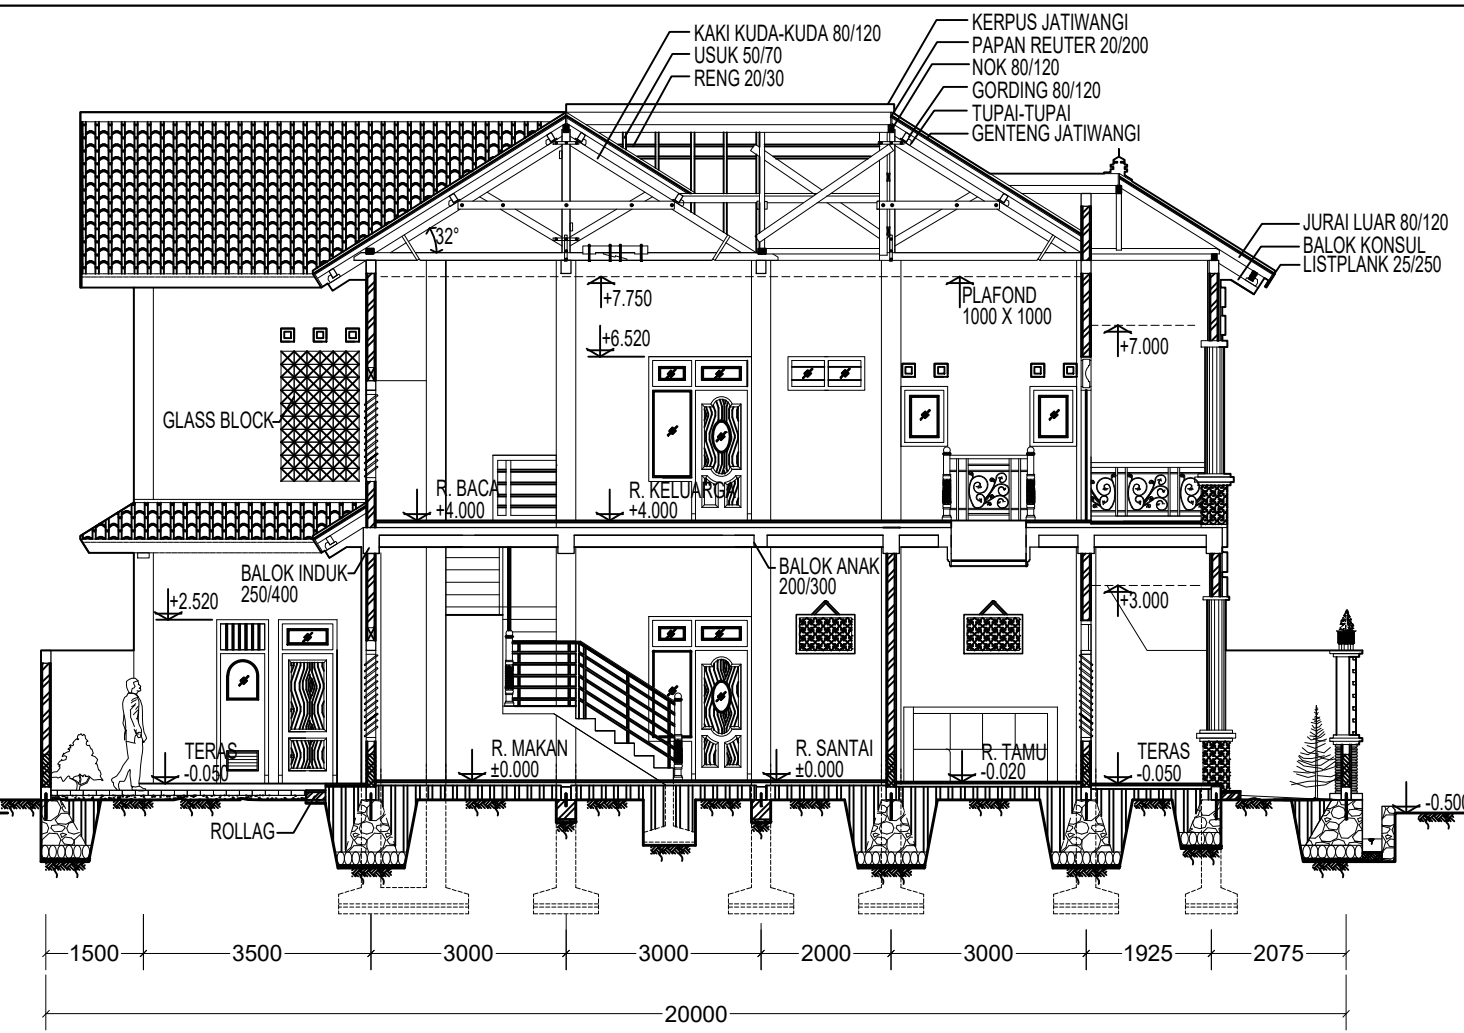 KAKI KUDA-KUDA 80/120
USUK 50/70
RENG 20/30
KERPUS JATIWANGI
PAPAN REUTER 20/200
NOK 80/120
GORDING 80/120
TUPAI-TUPAI
GENTENG JATIWANGI
JURAI LUAR 80/120
BALOK KONSUL
LISTPLANK 25/250
32°
+7.750
PLAFOND
1000 X 1000
+6.520
+7.000
GLASS BLOCK
R. BACA
+4.000
R. KELUARGA
+4.000
BALOK INDUK
250/400
BALOK ANAK
200/300
+2.520
+3.000
TERAS
-0.050
R. MAKAN
±0.000
R. SANTAI
±0.000
R. TAMU
-0.020
TERAS
-0.050
-0.500
ROLLAG
1500
3500
3000
3000
2000
3000
1925
2075
20000